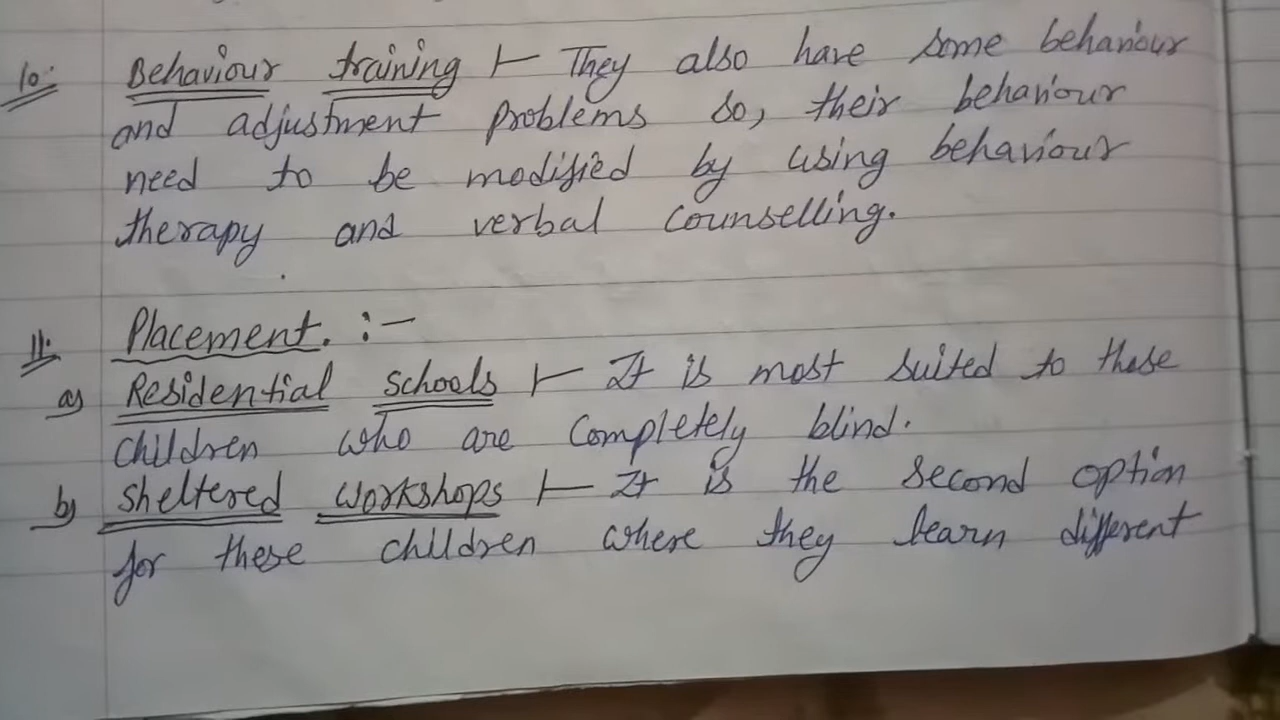 10. Behaviour training :- They also have some behaviour
and adjustment problems so, their behaviour
need to be modified by using behaviour
therapy and verbal counselling.
11. Placement. :-
a) Residential schools :- It is most suited to those
children who are completely blind.
b) sheltered workshops :- It is the second option
for these children where they learn different